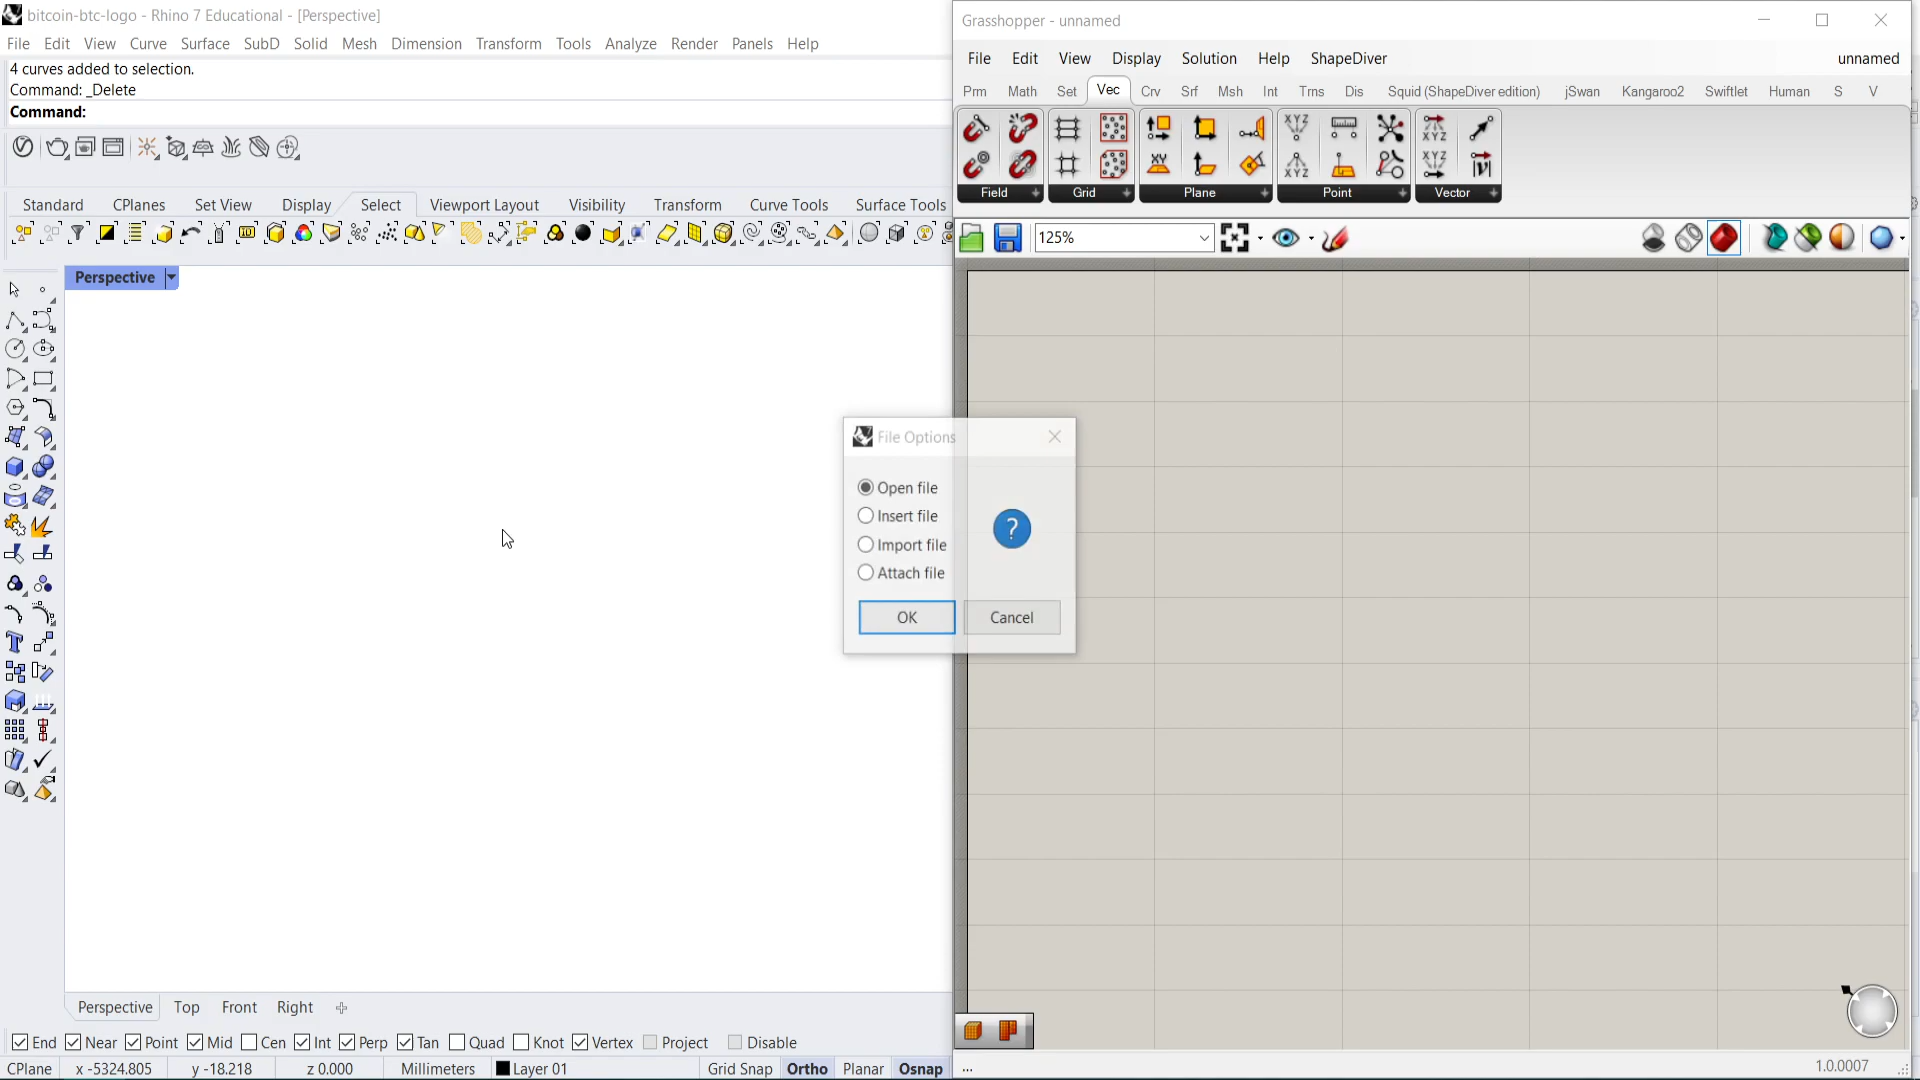 bitcoin-btc-logo - Rhino 7 Educational - [Perspective]
File Edit View Curve Surface SubD Solid Mesh Dimension Transform Tools Analyze Render Panels Help
4 curves added to selection.
Command: _Delete
Command:
Standard CPlanes Set View Display Select Viewport Layout Visibility Transform Curve Tools Surface Tools
Perspective
Perspective Top Front Right
End Near Point Mid Cen Int Perp Tan Quad Knot Vertex Project Disable
CPlane x -5324.805 y -18.218 z 0.000 Millimeters Layer 01 Grid Snap Ortho Planar Osnap
File Options
Open file
Insert file
Import file
Attach file
OK Cancel
Grasshopper - unnamed
File Edit View Display Solution Help ShapeDiver unnamed
Prm Math Set Vec Crv Srf Msh Int Trns Dis Squid (ShapeDiver edition) jSwan Kangaroo2 Swiftlet Human S V
Field Grid Plane Point Vector
125%
...
1.0.0007